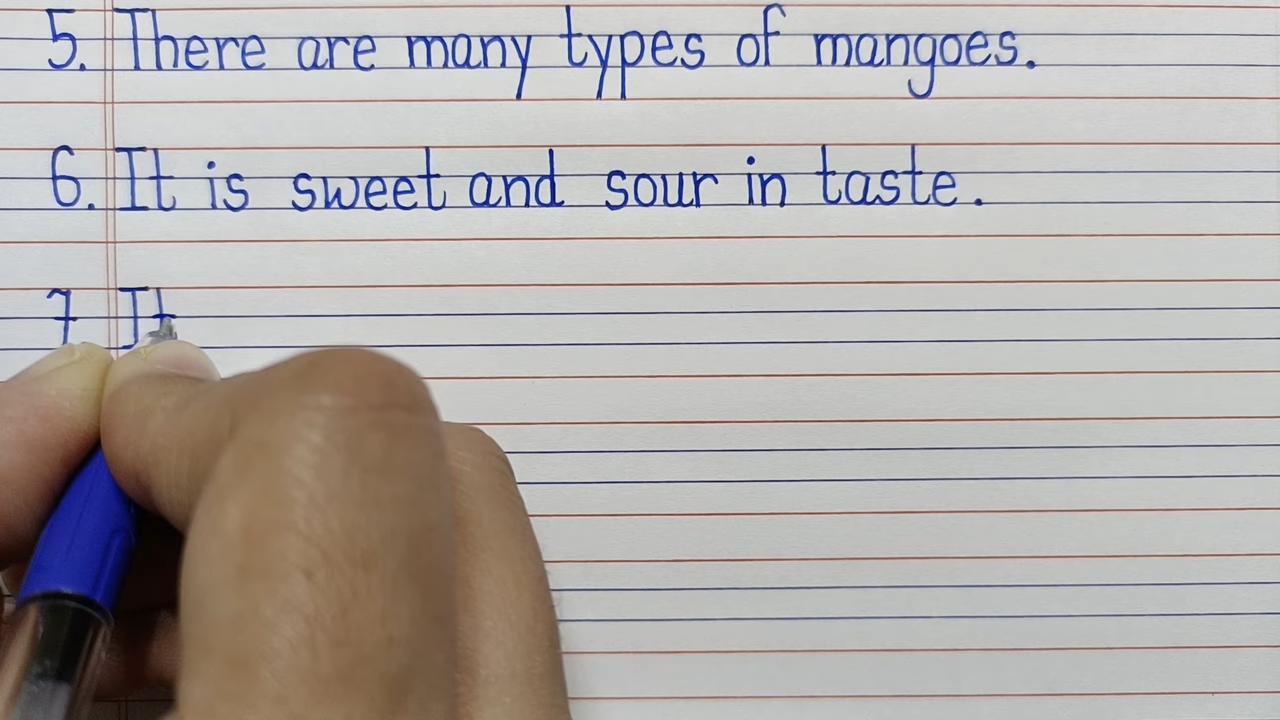 5. There are many types of mangoes.
6. It is sweet and sour in taste.
7 It